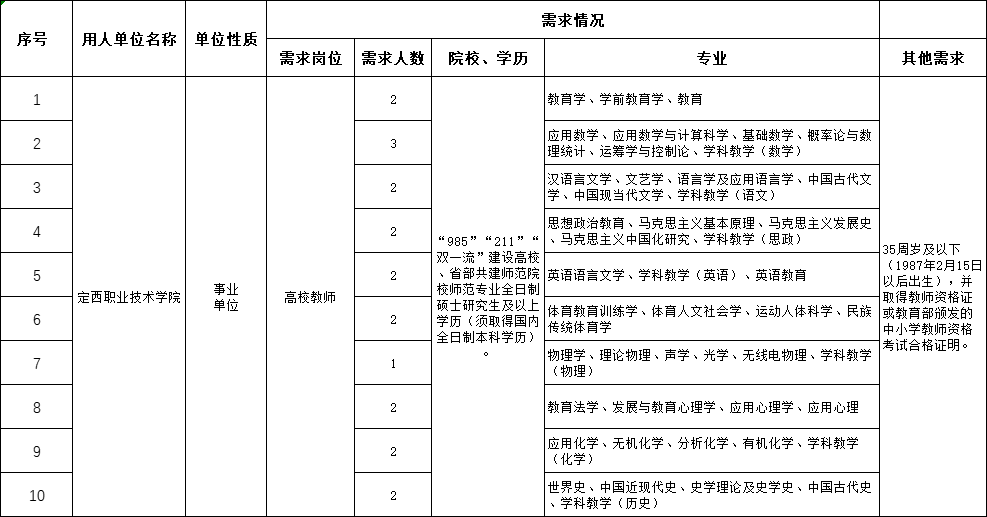 序号
用人单位名称
单位性质
需求情况
需求岗位
需求人数
院校、学历
专业
其他需求
1
2
教育学、学前教育学、教育
2
3
应用数学、应用数学与计算科学、基础数学、概率论与数
理统计、运筹学与控制论、学科教学（数学）
3
2
汉语言文学、文艺学、语言学及应用语言学、中国古代文
学、中国现当代文学、学科教学（语文）
4
2
思想政治教育、马克思主义基本原理、马克思主义发展史
、马克思主义中国化研究、学科教学（思政）
5
2
英语语言文学、学科教学（英语）、英语教育
6
2
体育教育训练学、体育人文社会学、运动人体科学、民族
传统体育学
7
1
物理学、理论物理、声学、光学、无线电物理、学科教学
（物理）
8
2
教育法学、发展与教育心理学、应用心理学、应用心理
9
2
应用化学、无机化学、分析化学、有机化学、学科教学
（化学）
10
2
世界史、中国近现代史、史学理论及史学史、中国古代史
、学科教学（历史）
定西职业技术学院
事业
单位
高校教师
“985”“211”“
双一流”建设高校
、省部共建师范院
校师范专业全日制
硕士研究生及以上
学历（须取得国内
全日制本科学历）
。
35周岁及以下
（1987年2月15日
以后出生），并
取得教师资格证
或教育部颁发的
中小学教师资格
考试合格证明。